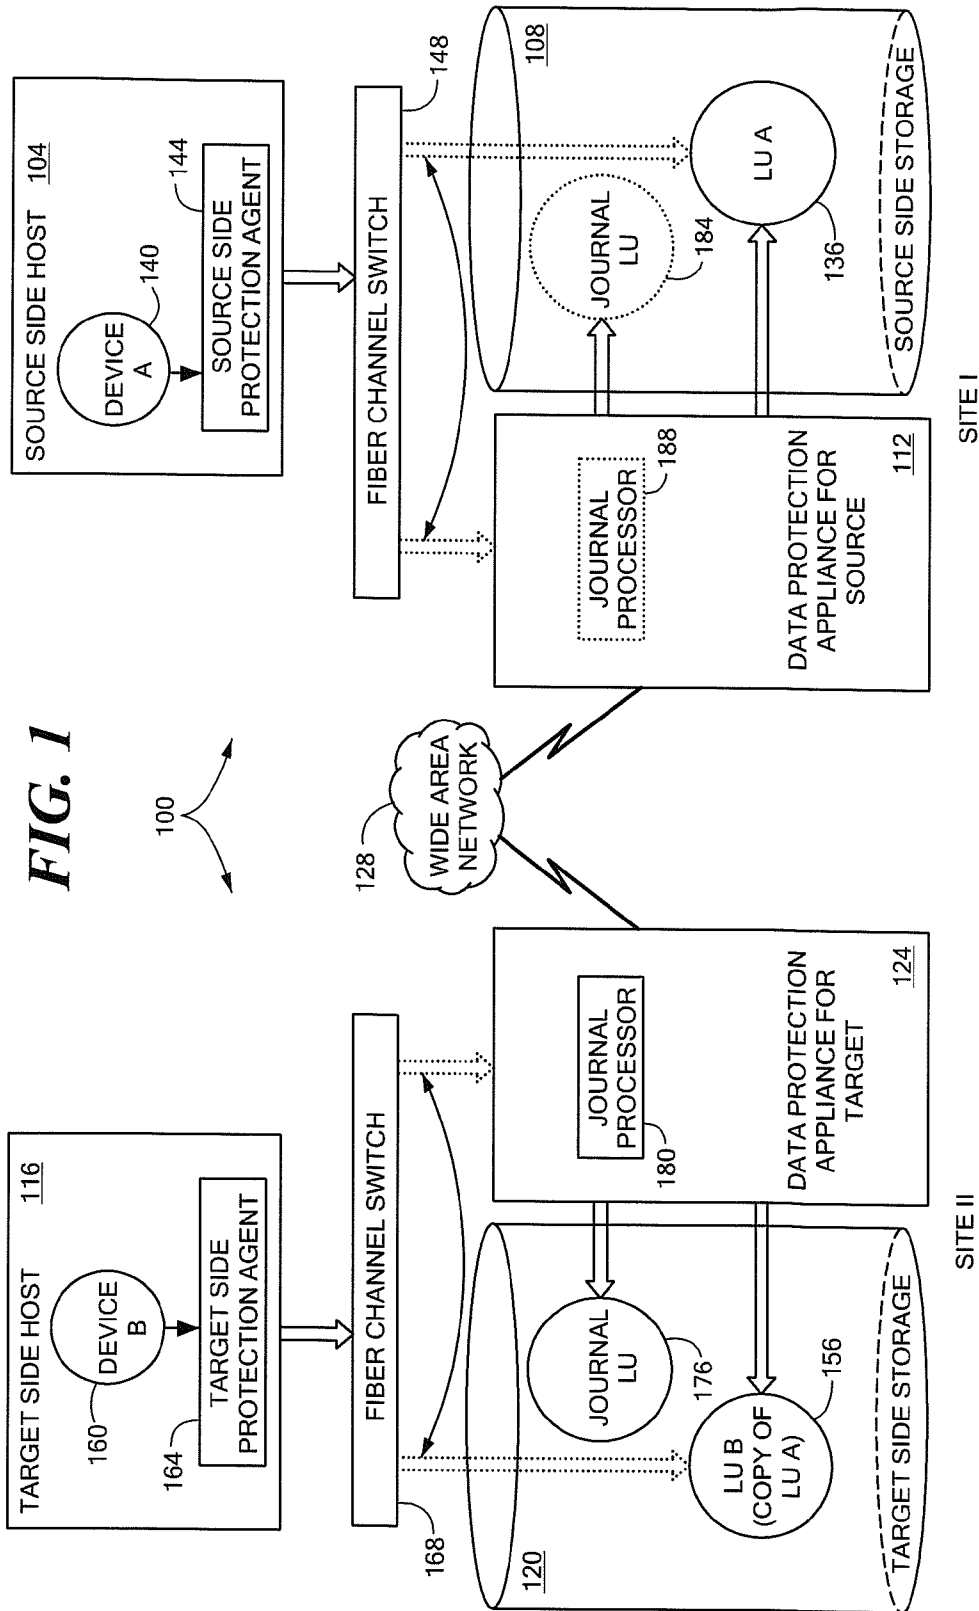 FIG. 1
100
TARGET SIDE HOST
116
DEVICE
B
160
TARGET SIDE
PROTECTION AGENT
164
FIBER CHANNEL SWITCH
168
120
JOURNAL
LU
176
LU B
(COPY OF
LU A)
156
TARGET SIDE STORAGE
JOURNAL
PROCESSOR
180
DATA PROTECTION
APPLIANCE FOR
TARGET
124
SITE II
128
WIDE AREA
NETWORK
SOURCE SIDE HOST
104
DEVICE
A
140
SOURCE SIDE
PROTECTION AGENT
144
FIBER CHANNEL SWITCH
148
JOURNAL
PROCESSOR
188
DATA PROTECTION
APPLIANCE FOR
SOURCE
112
108
JOURNAL
LU
184
LU A
136
SOURCE SIDE STORAGE
SITE I